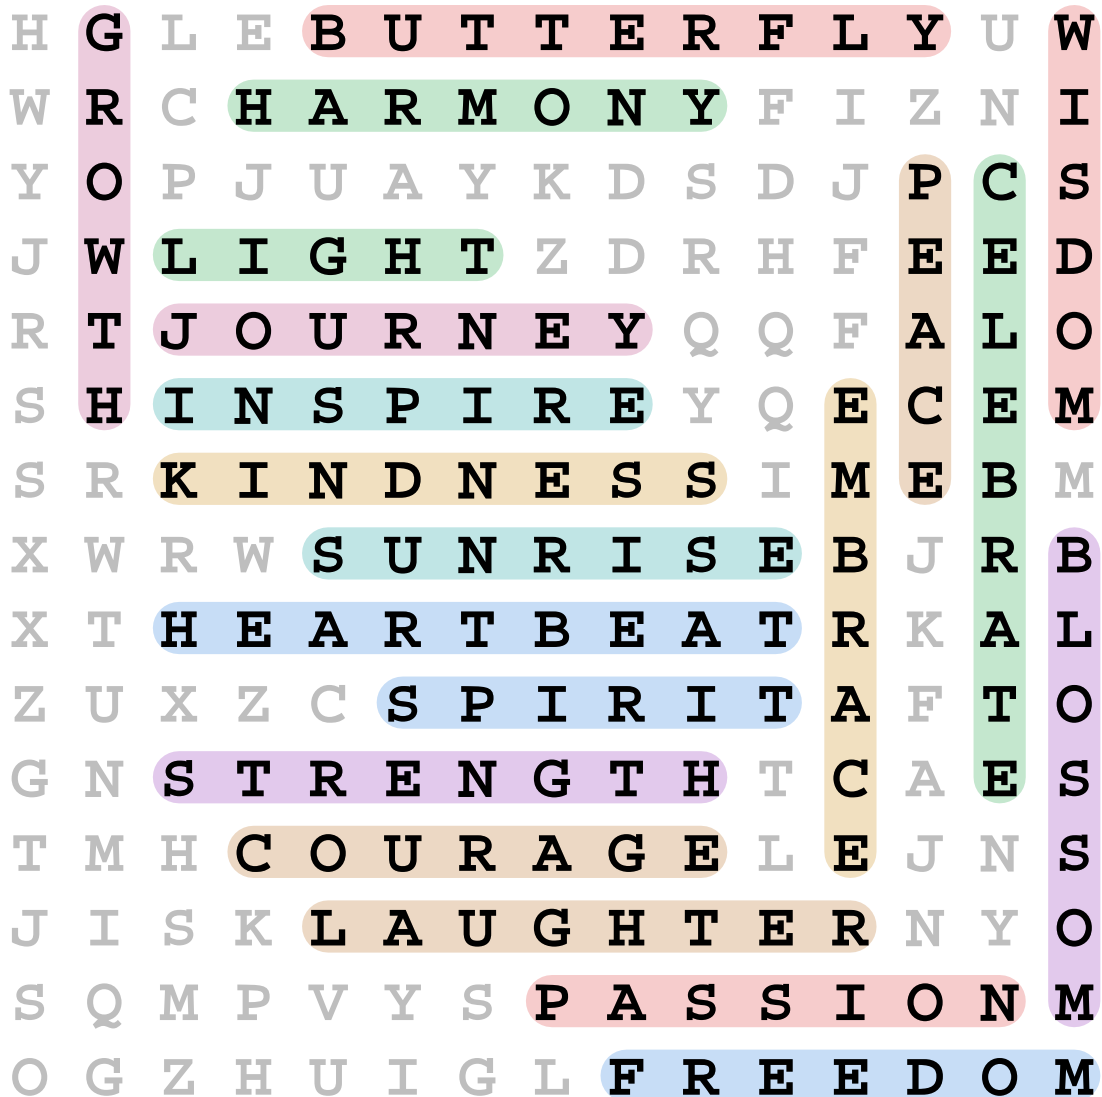 H G L E B U T T E R F L Y U W
W R C H A R M O N Y F I Z N I
Y O P J U A Y K D S D J P C S
J W L I G H T Z D R H F E E D
R T J O U R N E Y Q Q F A L O
S H I N S P I R E Y Q E C E M
S R K I N D N E S S I M E B M
X W R W S U N R I S E B J R B
X T H E A R T B E A T R K A L
Z U X Z C S P I R I T A F T O
G N S T R E N G T H T C A E S
T M H C O U R A G E L E J N S
J I S K L A U G H T E R N Y O
S Q M P V Y S P A S S I O N M
O G Z H U I G L F R E E D O M